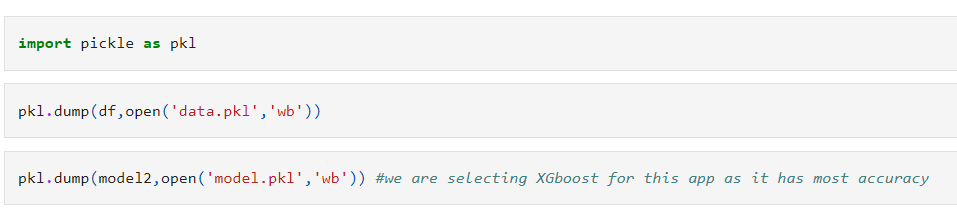 import pickle as pkl
pkl.dump(df,open('data.pkl','wb'))
pkl.dump(model2,open('model.pkl','wb')) #we are selecting XGboost for this app as it has most accuracy